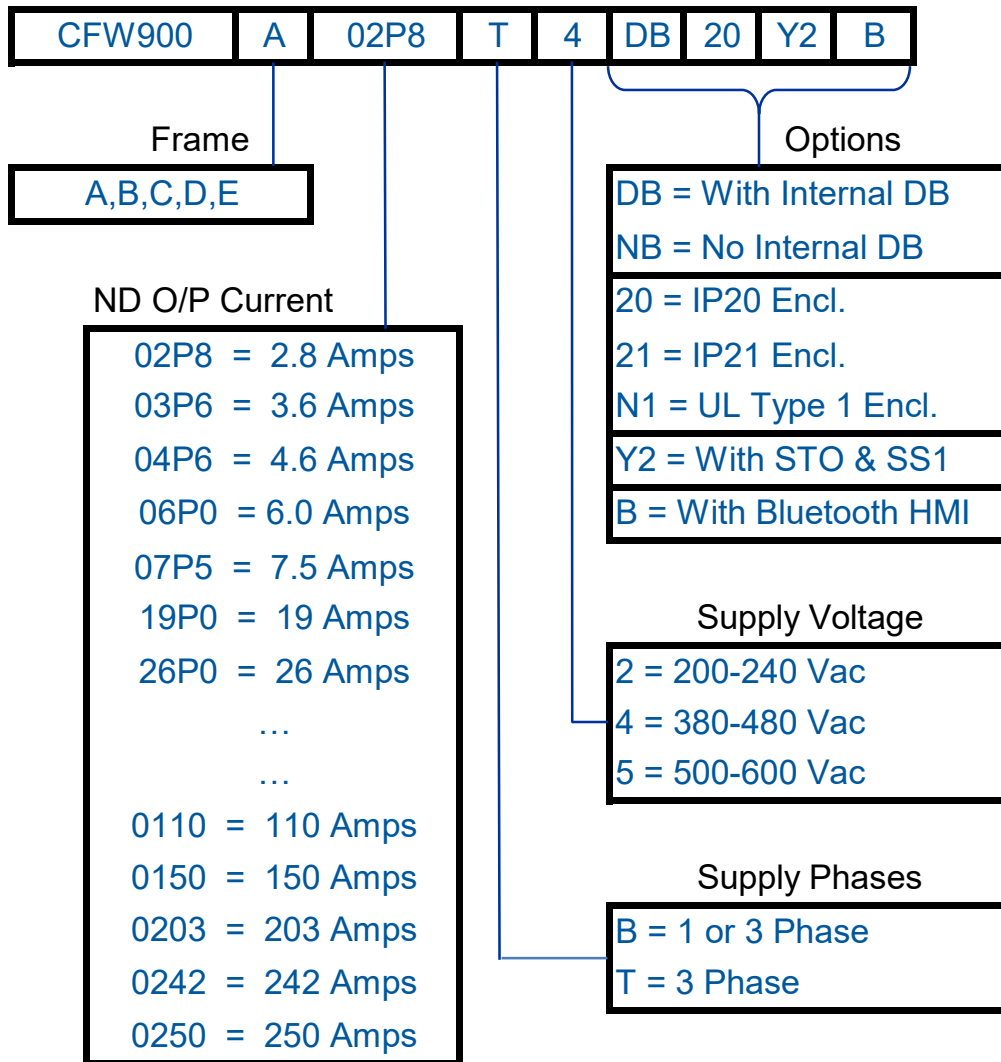 CFW900 A 02P8 T 4 DB 20 Y2 B
Frame
A,B,C,D,E
ND O/P Current
02P8 = 2.8 Amps
03P6 = 3.6 Amps
04P6 = 4.6 Amps
06P0 = 6.0 Amps
07P5 = 7.5 Amps
19P0 = 19 Amps
26P0 = 26 Amps
...
...
0110 = 110 Amps
0150 = 150 Amps
0203 = 203 Amps
0242 = 242 Amps
0250 = 250 Amps
Options
DB = With Internal DB
NB = No Internal DB
20 = IP20 Encl.
21 = IP21 Encl.
N1 = UL Type 1 Encl.
Y2 = With STO & SS1
B = With Bluetooth HMI
Supply Voltage
2 = 200-240 Vac
4 = 380-480 Vac
5 = 500-600 Vac
Supply Phases
B = 1 or 3 Phase
T = 3 Phase